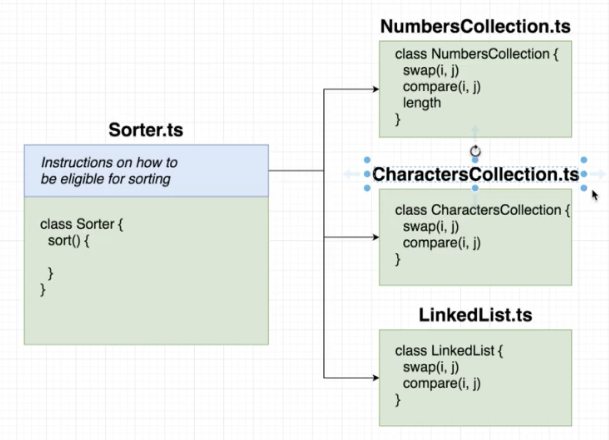 Sorter.ts
Instructions on how to
be eligible for sorting
class Sorter {
sort() {
}
}
NumbersCollection.ts
class NumbersCollection {
swap(i, j)
compare(i, j)
length
}
CharactersCollection.ts
class CharactersCollection {
swap(i, j)
compare(i, j)
}
LinkedList.ts
class LinkedList {
swap(i, j)
compare(i, j)
}